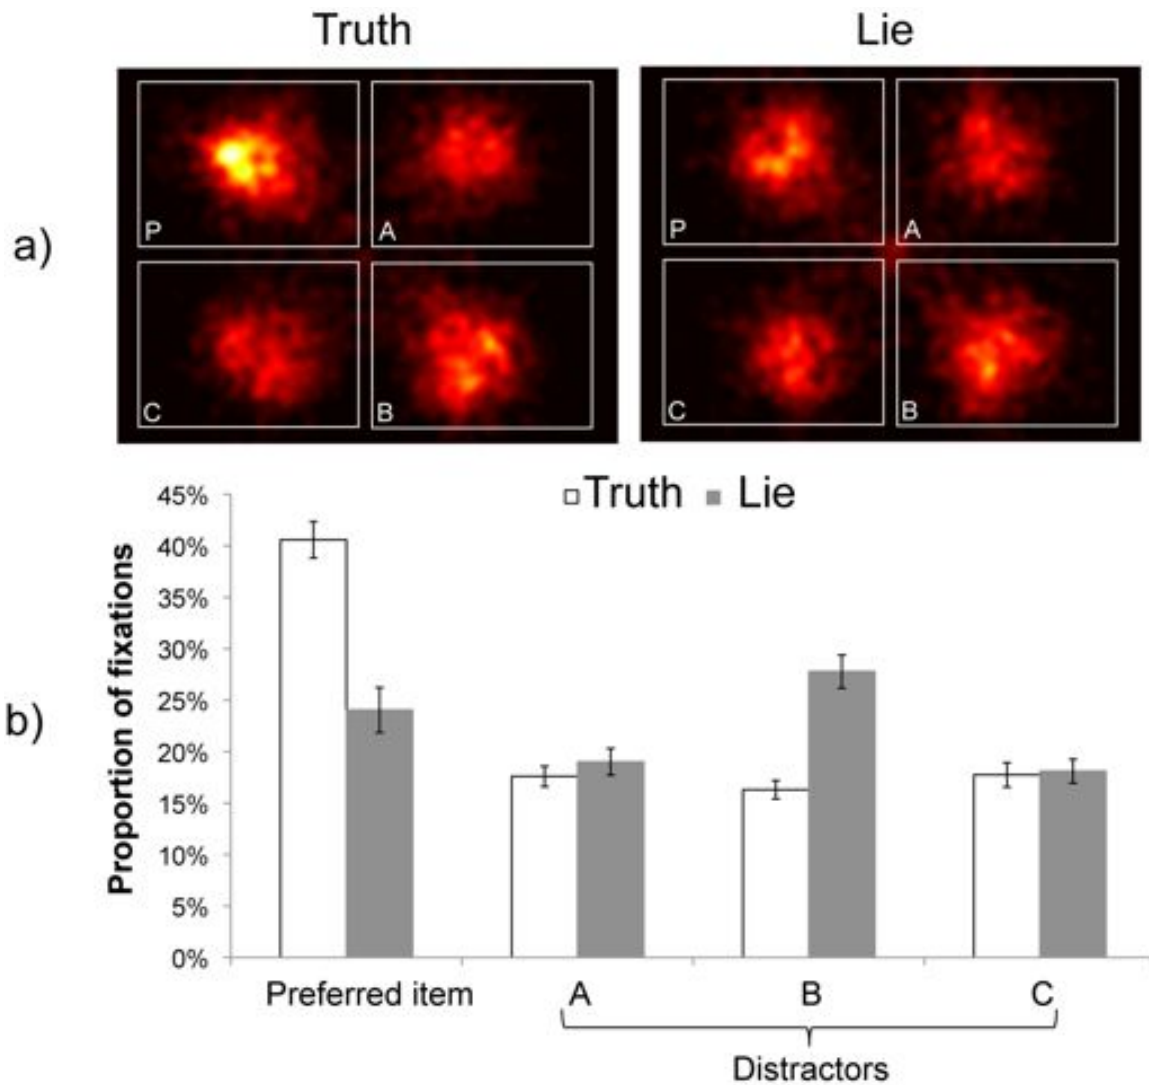 Truth Lie
a)
P A P A
C B C B
b)
Truth Lie
Proportion of fixations
45%
40%
35%
30%
25%
20%
15%
10%
5%
0%
Preferred item A B C
Distractors